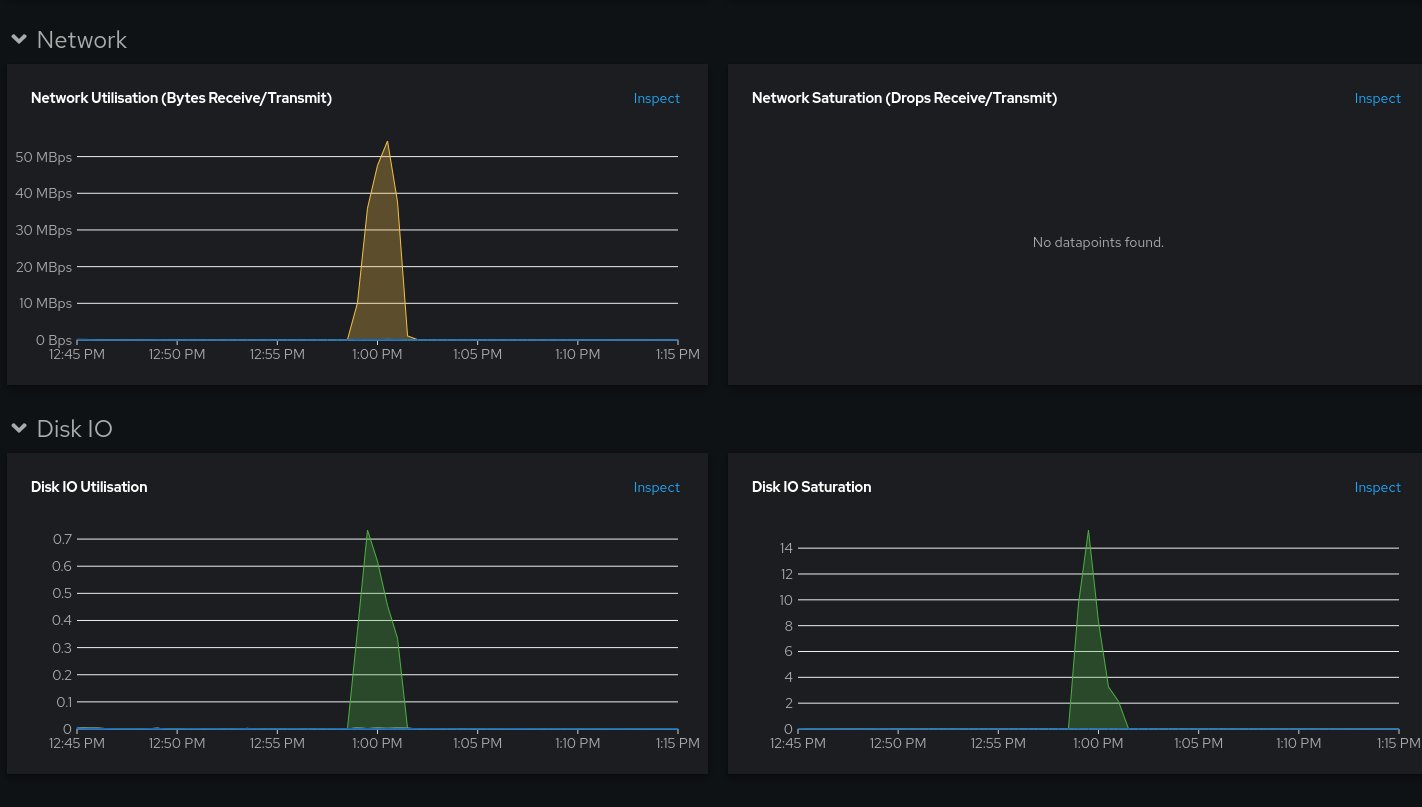 Network
Network Utilisation (Bytes Receive/Transmit)
Inspect
50 MBps
40 MBps
30 MBps
20 MBps
10 MBps
0 Bps
12:45 PM 12:50 PM 12:55 PM 1:00 PM 1:05 PM 1:10 PM 1:15 PM
Network Saturation (Drops Receive/Transmit)
Inspect
No datapoints found.
Disk IO
Disk IO Utilisation
Inspect
0.7
0.6
0.5
0.4
0.3
0.2
0.1
0
12:45 PM 12:50 PM 12:55 PM 1:00 PM 1:05 PM 1:10 PM 1:15 PM
Disk IO Saturation
Inspect
14
12
10
8
6
4
2
0
12:45 PM 12:50 PM 12:55 PM 1:00 PM 1:05 PM 1:10 PM 1:15 PM